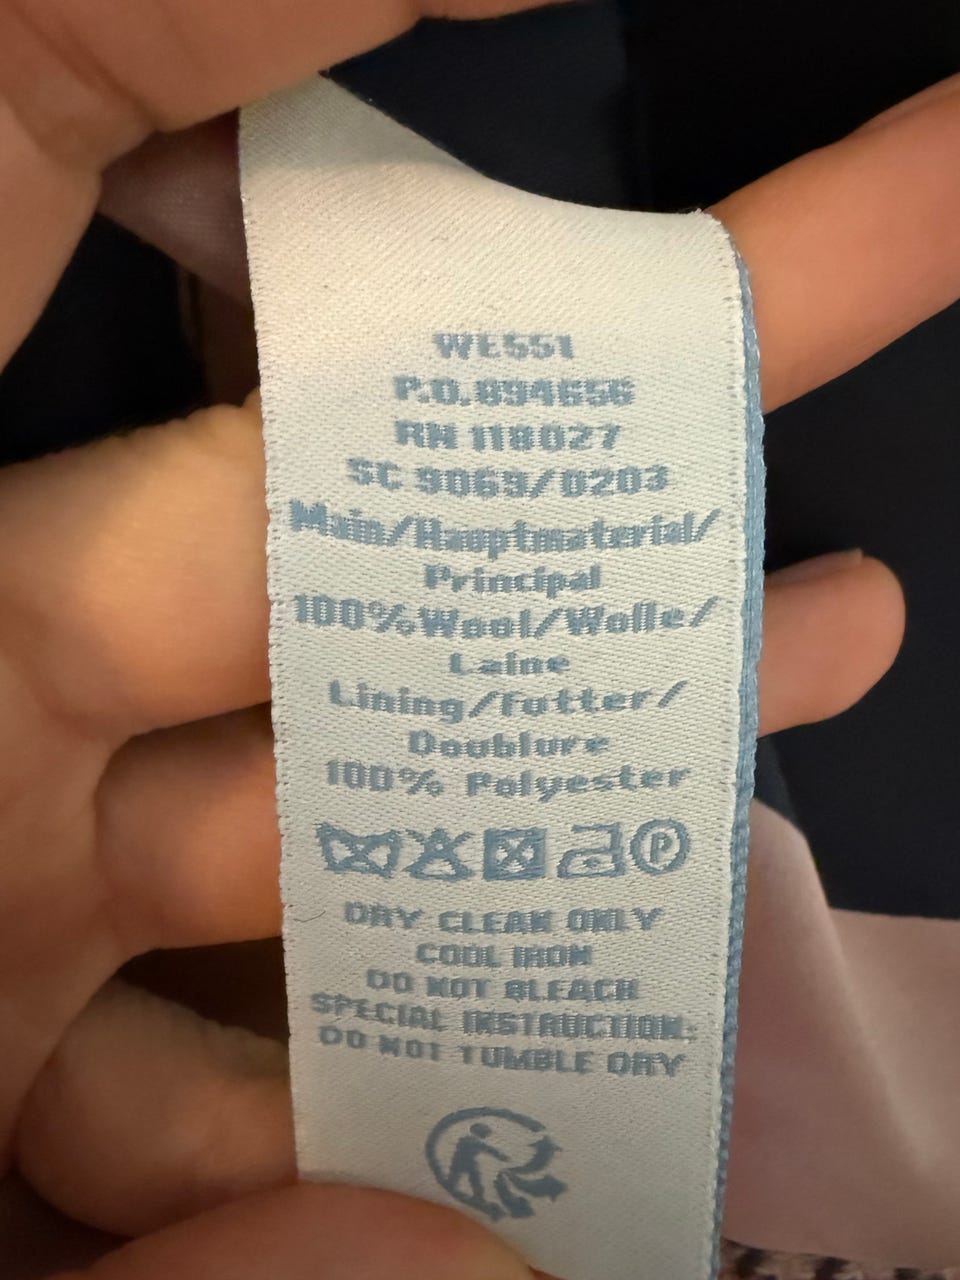 WE551
P.O.894656
RN 118027
SC 9069/0203
Main/Hauptmaterial/
Principal
100%Wool/Wolle/
Laine
Lining/Futter/
Doublure
100% Polyester
P
DRY CLEAN ONLY
COOL IRON
DO NOT BLEACH
SPECIAL INSTRUCTION:
DO NOT TUMBLE DRY